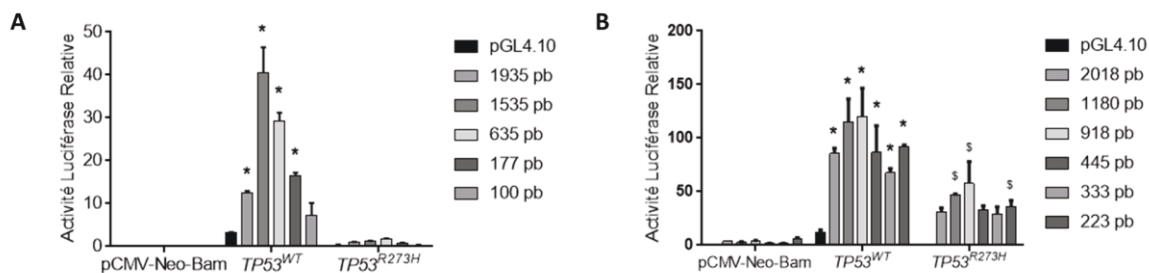 A
Activité Luciférase Relative
50
40
30
20
10
0
*
*
*
*
pCMV-Neo-Bam
TP53WT
TP53R273H
pGL4.10
1935 pb
1535 pb
635 pb
177 pb
100 pb
B
Activité Luciférase Relative
200
150
100
50
0
*
*
*
*
*
*
$
$
$
pCMV-Neo-Bam
TP53WT
TP53R273H
pGL4.10
2018 pb
1180 pb
918 pb
445 pb
333 pb
223 pb